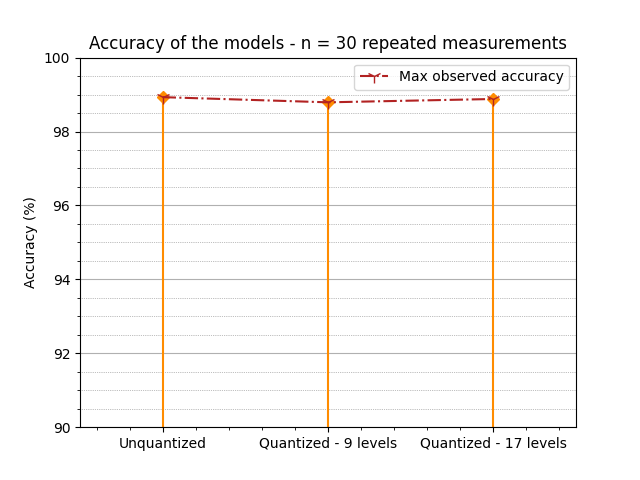 Accuracy of the models - n = 30 repeated measurements
Max observed accuracy
Accuracy (%)
100
98
96
94
92
90
Unquantized
Quantized - 9 levels
Quantized - 17 levels